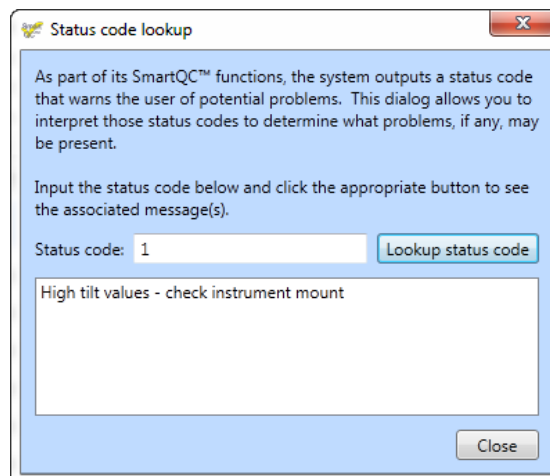 Status code lookup
As part of its SmartQC™ functions, the system outputs a status code
that warns the user of potential problems.  This dialog allows you to
interpret those status codes to determine what problems, if any, may
be present.
Input the status code below and click the appropriate button to see
the associated message(s).
Status code: 1 Lookup status code
High tilt values - check instrument mount
Close